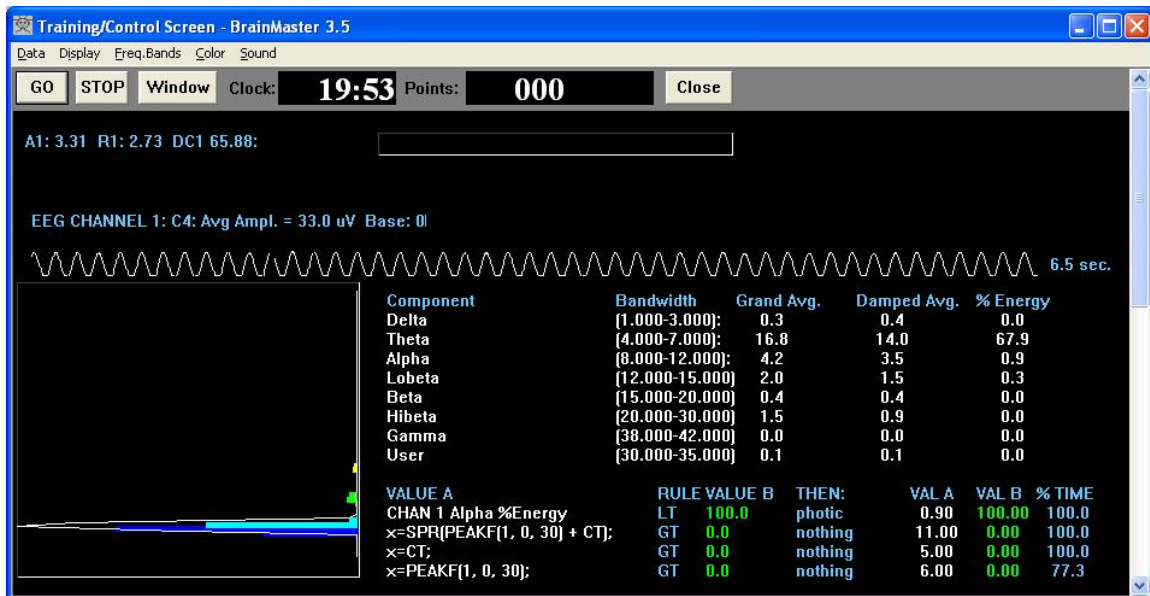 Training/Control Screen - BrainMaster 3.5
Data Display Freq.Bands Color Sound
GO STOP Window Clock: 19:53 Points: 000 Close
A1: 3.31 R1: 2.73 DC1 65.88:
EEG CHANNEL 1: C4: Avg Ampl. = 33.0 uV Base: 0
6.5 sec.
Component Bandwidth Grand Avg. Damped Avg. % Energy
Delta (1.000-3.000): 0.3 0.4 0.0
Theta (4.000-7.000): 16.8 14.0 67.9
Alpha (8.000-12.000): 4.2 3.5 0.9
Lobeta (12.000-15.000) 2.0 1.5 0.3
Beta (15.000-20.000) 0.4 0.4 0.0
Hibeta (20.000-30.000) 1.5 0.9 0.0
Gamma (38.000-42.000) 0.0 0.0 0.0
User (30.000-35.000) 0.1 0.1 0.0
VALUE A RULE VALUE B THEN: VAL A VAL B % TIME
CHAN 1 Alpha %Energy LT 100.0 photic 0.90 100.00 100.0
x=SPR(PEAKF(1, 0, 30) + CT); GT 0.0 nothing 11.00 0.00 100.0
x=CT; GT 0.0 nothing 5.00 0.00 100.0
x=PEAKF(1, 0, 30); GT 0.0 nothing 6.00 0.00 77.3